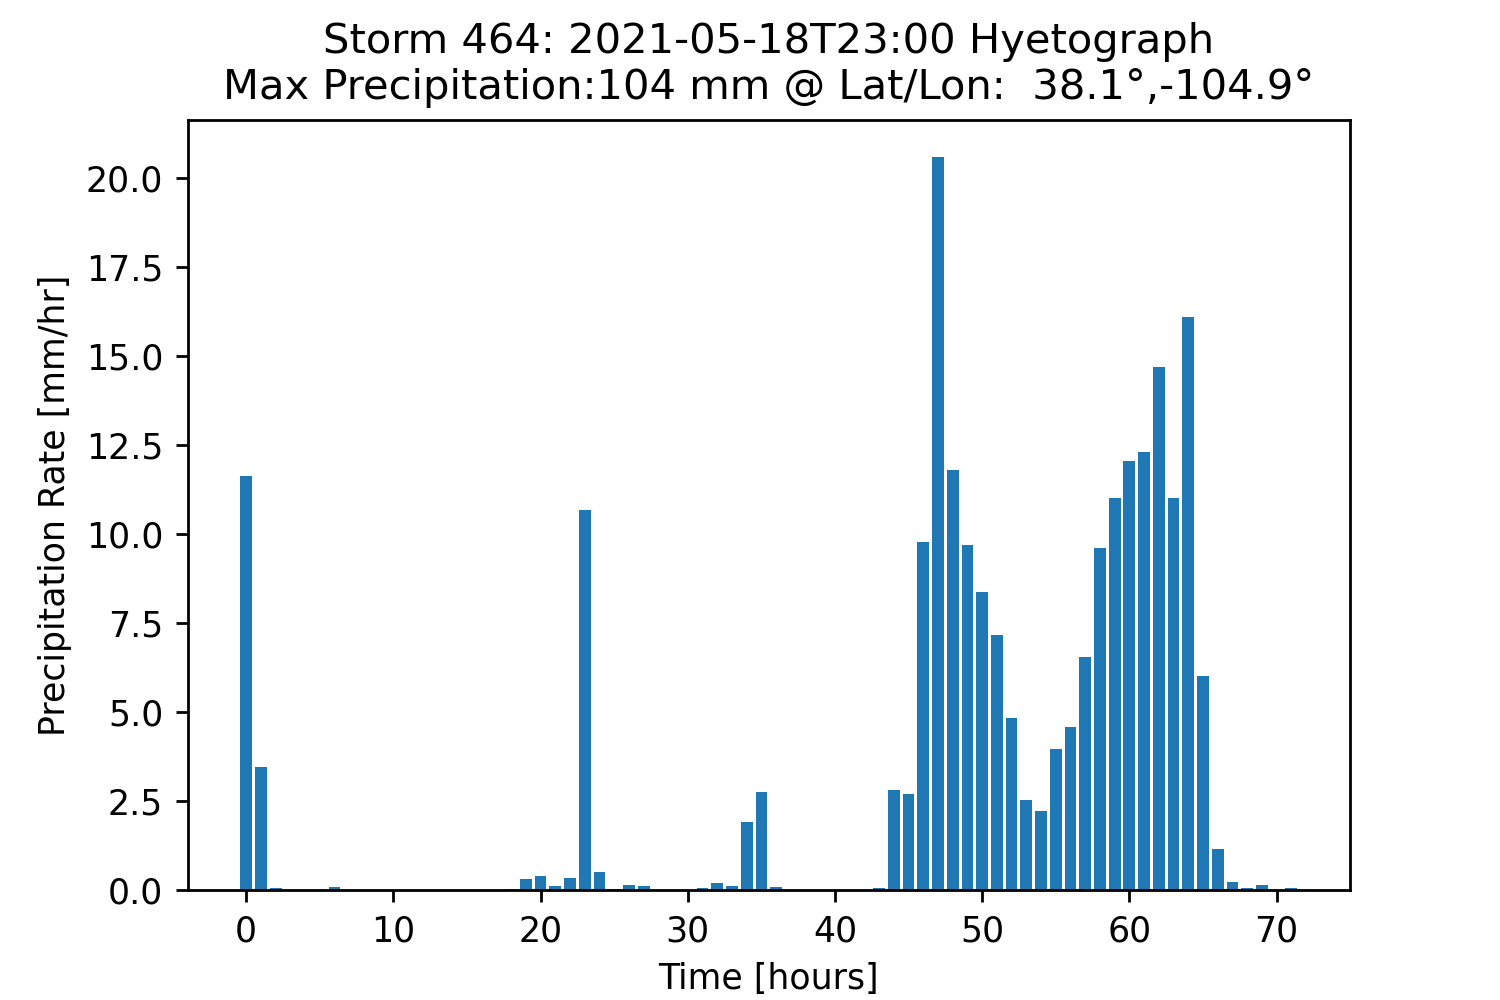 Storm 464: 2021-05-18T23:00 Hyetograph
Max Precipitation:104 mm @ Lat/Lon:  38.1°,-104.9°
Precipitation Rate [mm/hr]
20.0
17.5
15.0
12.5
10.0
7.5
5.0
2.5
0.0
0 10 20 30 40 50 60 70
Time [hours]